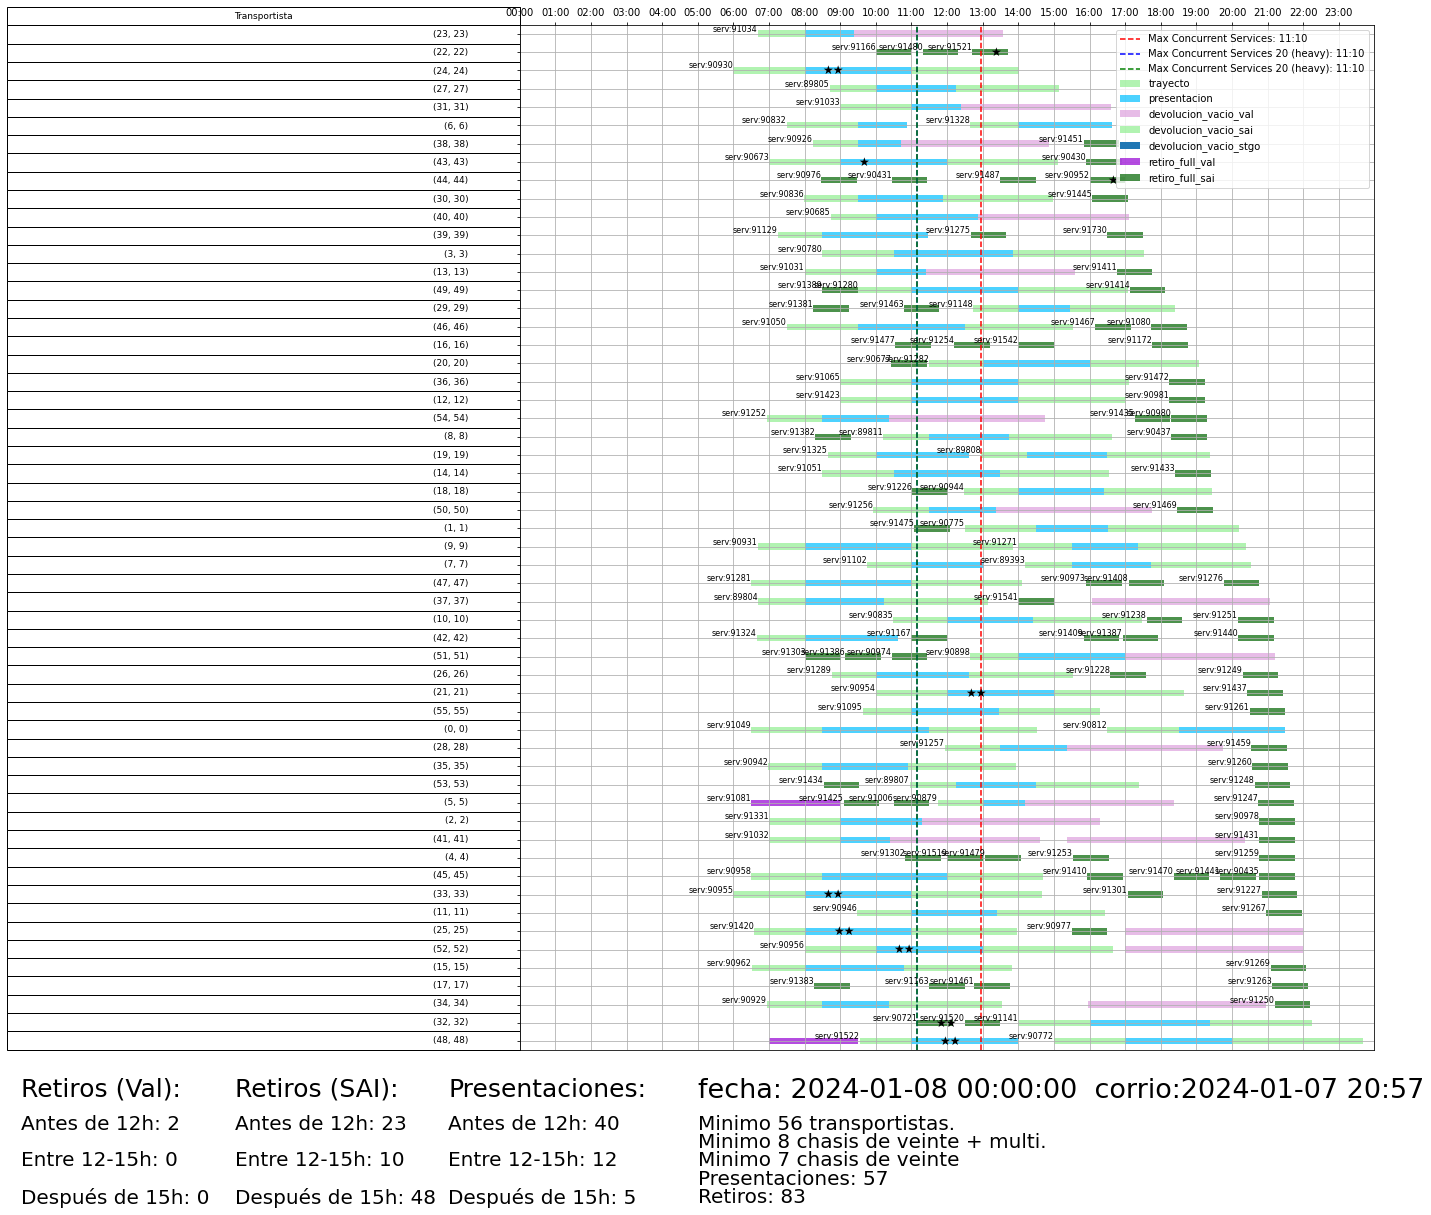 Transportista 00:00 01:00 02:00 03:00 04:00 05:00 06:00 07:00 08:00 09:00 10:00 11:00 12:00 13:00 14:00 15:00 16:00 17:00 18:00 19:00 20:00 21:00 22:00 23:00
Max Concurrent Services: 11:10
Max Concurrent Services 20 (heavy): 11:10
Max Concurrent Services 20 (heavy): 11:10
trayecto
presentacion
devolucion_vacio_val
devolucion_vacio_sai
devolucion_vacio_stgo
retiro_full_val
retiro_full_sai
(23, 23) serv:91034
(22, 22) serv:91166 serv:91480 serv:91521
(24, 24) serv:90930
(27, 27) serv:89805
(31, 31) serv:91033
(6, 6) serv:90832 serv:91328
(38, 38) serv:90926 serv:91451
(43, 43) serv:90673 serv:90430
(44, 44) serv:90976 serv:90431 serv:91487 serv:90952
(30, 30) serv:90836 serv:91445
(40, 40) serv:90685
(39, 39) serv:91129 serv:91275 serv:91730
(3, 3) serv:90780
(13, 13) serv:91031 serv:91411
(49, 49) serv:91280 serv:91414
(29, 29) serv:91381 serv:91463 serv:91148
(46, 46) serv:91050 serv:91467 serv:91080
(16, 16) serv:91477 serv:91254 serv:91542 serv:91172
(20, 20) serv:91282
(36, 36) serv:91065 serv:91472
(12, 12) serv:91423 serv:90981
(54, 54) serv:91252 serv:90980
(8, 8) serv:91382 serv:89811 serv:90437
(19, 19) serv:91325 serv:89808
(14, 14) serv:91051 serv:91433
(18, 18) serv:91226 serv:90944
(50, 50) serv:91256 serv:91469
(1, 1) serv:91475 serv:90775
(9, 9) serv:90931 serv:91271
(7, 7) serv:91102 serv:89393
(47, 47) serv:91281 serv:90973 serv:91408 serv:91276
(37, 37) serv:89804 serv:91541
(10, 10) serv:90835 serv:91238 serv:91251
(42, 42) serv:91324 serv:91167 serv:91387 serv:91440
(51, 51) serv:91386 serv:90974 serv:90898
(26, 26) serv:91289 serv:91228 serv:91249
(21, 21) serv:90954 serv:91437
(55, 55) serv:91095 serv:91261
(0, 0) serv:91049 serv:90812
(28, 28) serv:91257 serv:91459
(35, 35) serv:90942 serv:91260
(53, 53) serv:91434 serv:89807 serv:91248
(5, 5) serv:91081 serv:91425 serv:91006 serv:90879 serv:91247
(2, 2) serv:91331 serv:90978
(41, 41) serv:91032 serv:91431
(4, 4) serv:91302 serv:91479 serv:91253 serv:91259
(45, 45) serv:90958 serv:91410 serv:91470 serv:90435
(33, 33) serv:90955 serv:91301 serv:91227
(11, 11) serv:90946 serv:91267
(25, 25) serv:91420 serv:90977
(52, 52) serv:90956
(15, 15) serv:90962 serv:91269
(17, 17) serv:91383 serv:91163 serv:91461 serv:91263
(34, 34) serv:90929 serv:91250
(32, 32) serv:90721 serv:91520 serv:91141
(48, 48) serv:91522 serv:90772
Retiros (Val):
Antes de 12h: 2
Entre 12-15h: 0
Después de 15h: 0
Retiros (SAI):
Antes de 12h: 23
Entre 12-15h: 10
Después de 15h: 48
Presentaciones:
Antes de 12h: 40
Entre 12-15h: 12
Después de 15h: 5
fecha: 2024-01-08 00:00:00 corrio:2024-01-07 20:57
Minimo 56 transportistas.
Minimo 8 chasis de veinte + multi.
Minimo 7 chasis de veinte
Presentaciones: 57
Retiros: 83